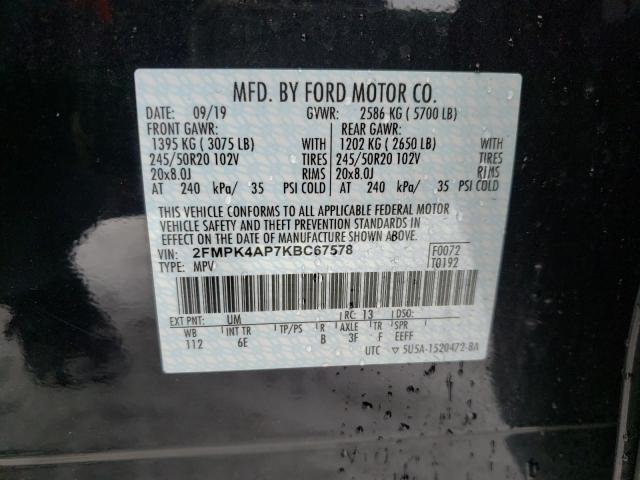 MFD. BY FORD MOTOR CO.
DATE: 09/19 GVWR: 2586 KG ( 5700 LB)
FRONT GAWR: REAR GAWR:
1395 KG ( 3075 LB) WITH 1202 KG ( 2650 LB) WITH
245/50R20 102V TIRES 245/50R20 102V TIRES
20x8.0J RIMS 20x8.0J RIMS
AT 240 kPa/ 35 PSI COLD AT 240 kPa/ 35 PSI COLD
THIS VEHICLE CONFORMS TO ALL APPLICABLE FEDERAL MOTOR
VEHICLE SAFETY AND THEFT PREVENTION STANDARDS IN
EFFECT ON THE DATE OF MANUFACTURE SHOWN ABOVE.
VIN: 2FMPK4AP7KBC67578 F0072
TYPE: MPV T0192
EXT PNT: UM RC: 13 DSO:
WB INT TR TP/PS R AXLE TR SPR
112 6E B 3F F EEFF
UTC ▽ 5U5A-1520472-BA